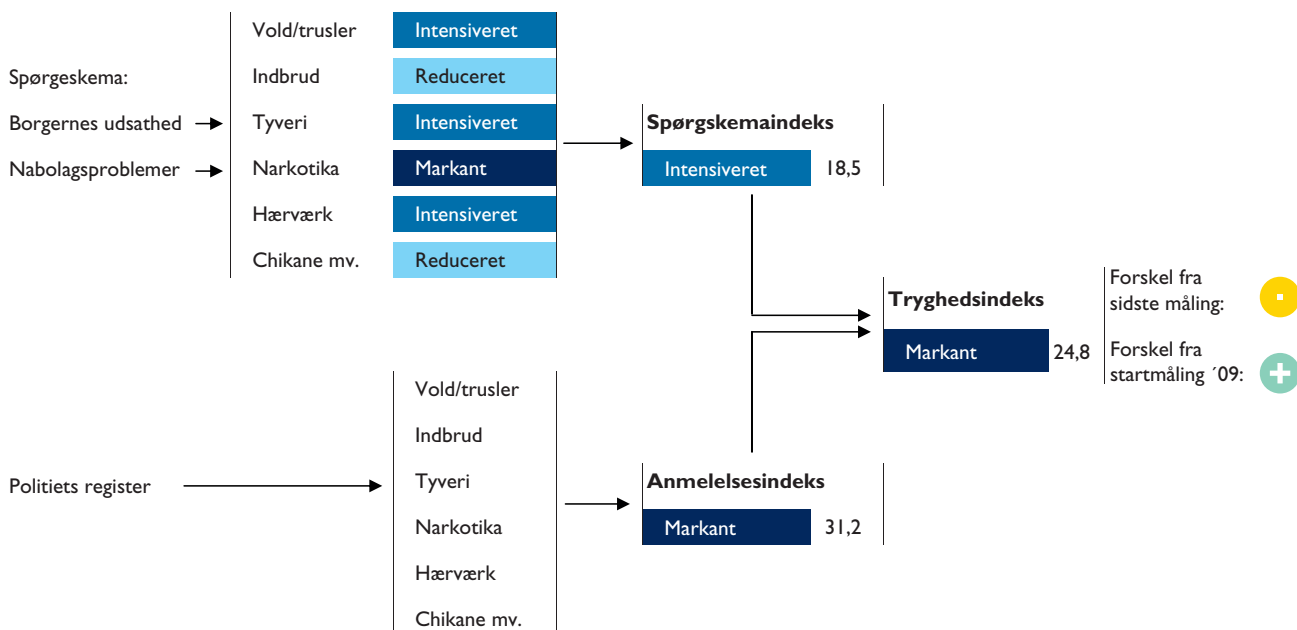 Spørgeskema:
Borgernes udsathed
Nabolagsproblemer
Vold/trusler Intensiveret
Indbrud Reduceret
Tyveri Intensiveret
Narkotika Markant
Hærværk Intensiveret
Chikane mv. Reduceret
Spørgskemaindeks
Intensiveret 18,5
Tryghedsindeks
Markant 24,8
Forskel fra
sidste måling:
Forskel fra
startmåling ´09:
Politiets register
Vold/trusler
Indbrud
Tyveri
Narkotika
Hærværk
Chikane mv.
Anmelelsesindeks
Markant 31,2